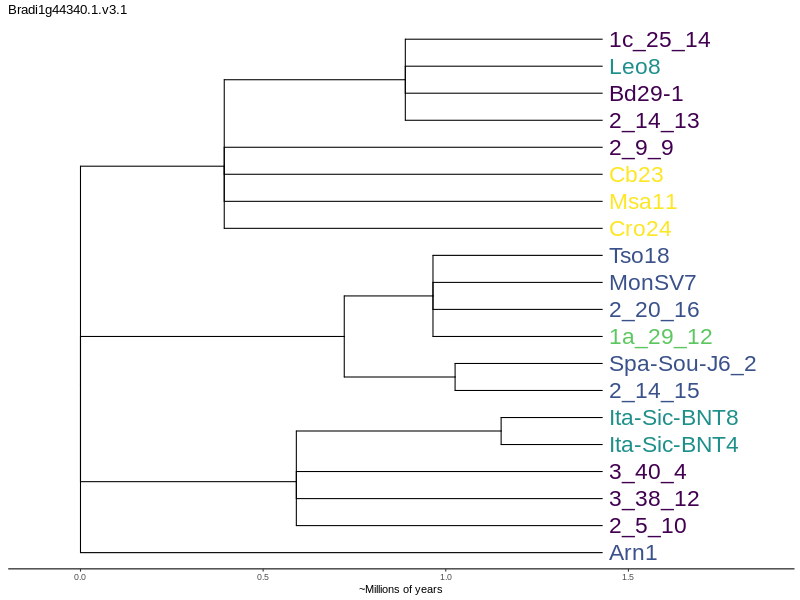 Bradi1g44340.1.v3.1
1c_25_14
Leo8
Bd29-1
2_14_13
2_9_9
Cb23
Msa11
Cro24
Tso18
MonSV7
2_20_16
1a_29_12
Spa-Sou-J6_2
2_14_15
Ita-Sic-BNT8
Ita-Sic-BNT4
3_40_4
3_38_12
2_5_10
Arn1
0.0 0.5 1.0 1.5
~Millions of years